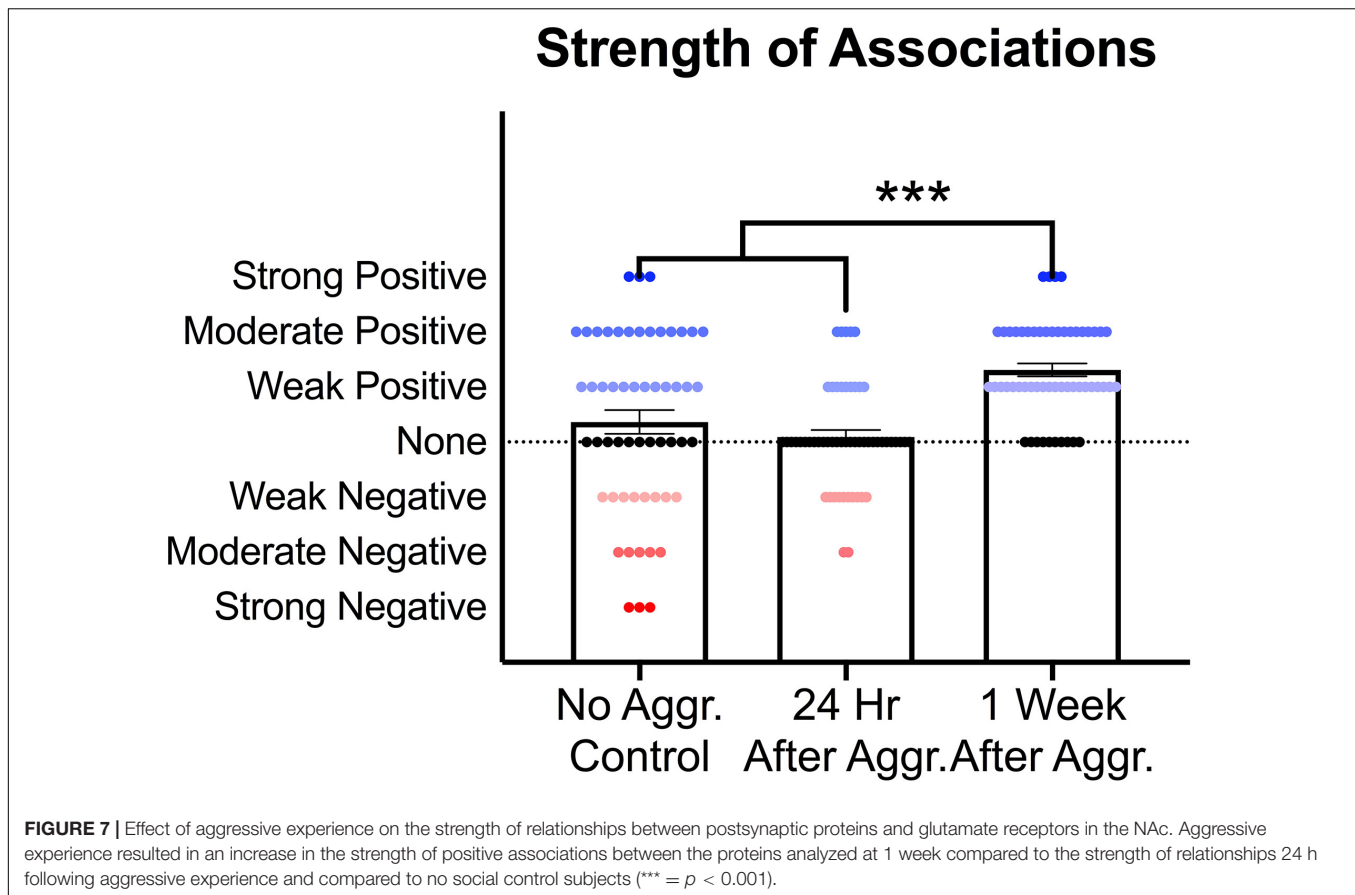 Strength of Associations
***
Strong Positive
Moderate Positive
Weak Positive
None
Weak Negative
Moderate Negative
Strong Negative
No Aggr. Control
24 Hr After Aggr.
1 Week After Aggr.
FIGURE 7 | Effect of aggressive experience on the strength of relationships between postsynaptic proteins and glutamate receptors in the NAc. Aggressive
experience resulted in an increase in the strength of positive associations between the proteins analyzed at 1 week compared to the strength of relationships 24 h
following aggressive experience and compared to no social control subjects (*** = p < 0.001).